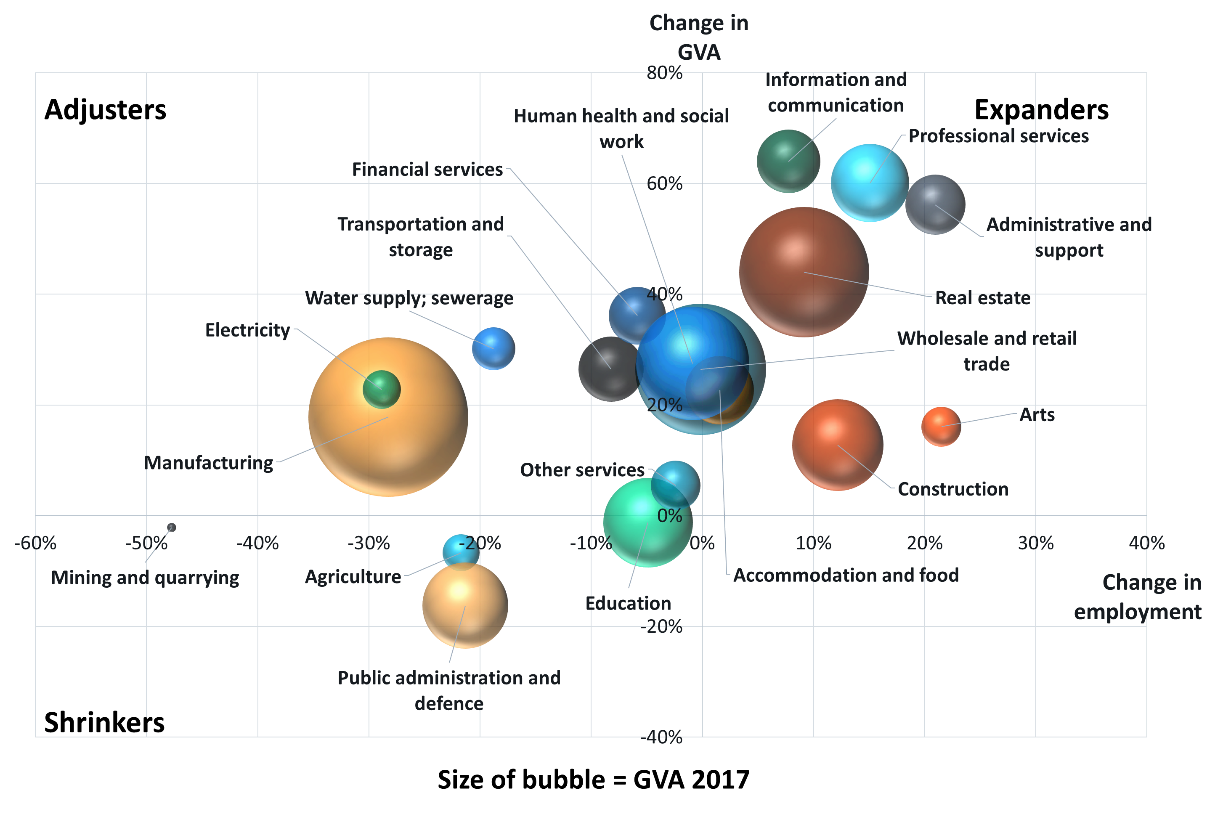 Change in
GVA
80%
Information and
communication
Adjusters
Expanders
Human health and social
work
Professional services
Financial services
60%
Transportation and
storage
Administrative and
support
Water supply; sewerage
40%
Real estate
Electricity
Wholesale and retail
trade
20%
Arts
Manufacturing
Other services
Construction
0%
-60%
-50%
-40%
-30%
-20%
-10%
0%
10%
20%
30%
40%
Mining and quarrying
Agriculture
Accommodation and food
Change in
employment
Education
-20%
Public administration and
defence
Shrinkers
-40%
Size of bubble = GVA 2017